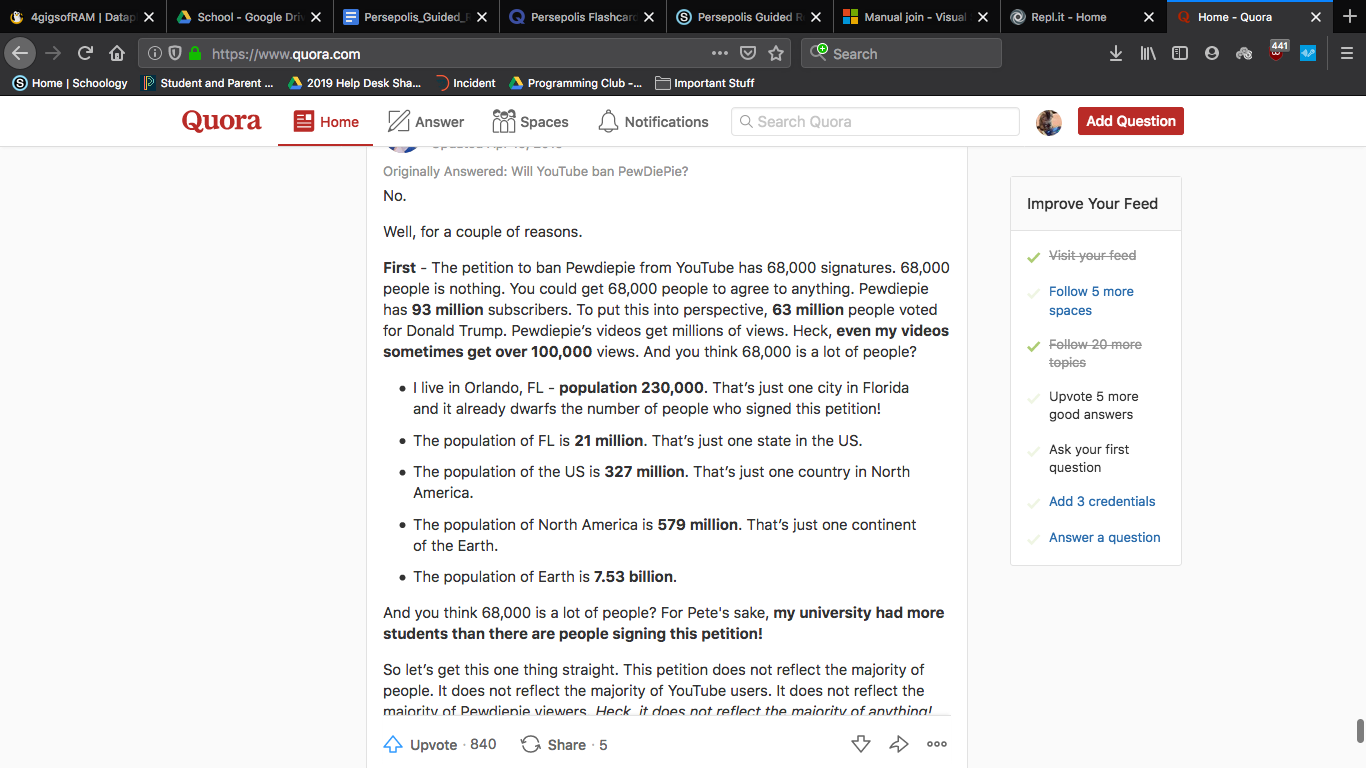 4gigsofRAM | Datap
School - Google Driv
Persepolis_Guided_R
Persepolis Flashcard
Persepolis Guided R
Manual join - Visual
Repl.it - Home
Home - Quora
https://www.quora.com
Search
441
Home | Schoology
Student and Parent ...
2019 Help Desk Sha...
Incident
Programming Club -...
Important Stuff
Quora
Home
Answer
Spaces
Notifications
Search Quora
Add Question
Originally Answered: Will YouTube ban PewDiePie?
No.
Well, for a couple of reasons.
First - The petition to ban Pewdiepie from YouTube has 68,000 signatures. 68,000
people is nothing. You could get 68,000 people to agree to anything. Pewdiepie
has 93 million subscribers. To put this into perspective, 63 million people voted
for Donald Trump. Pewdiepie's videos get millions of views. Heck, even my videos
sometimes get over 100,000 views. And you think 68,000 is a lot of people?
• I live in Orlando, FL - population 230,000. That's just one city in Florida
and it already dwarfs the number of people who signed this petition!
• The population of FL is 21 million. That's just one state in the US.
• The population of the US is 327 million. That's just one country in North
America.
• The population of North America is 579 million. That's just one continent
of the Earth.
• The population of Earth is 7.53 billion.
And you think 68,000 is a lot of people? For Pete's sake, my university had more
students than there are people signing this petition!
So let's get this one thing straight. This petition does not reflect the majority of
people. It does not reflect the majority of YouTube users. It does not reflect the
majority of Pewdiepie viewers. Heck, it does not reflect the majority of anything!
Upvote · 840
Share · 5
Improve Your Feed
Visit your feed
Follow 5 more
spaces
Follow 20 more
topics
Upvote 5 more
good answers
Ask your first
question
Add 3 credentials
Answer a question